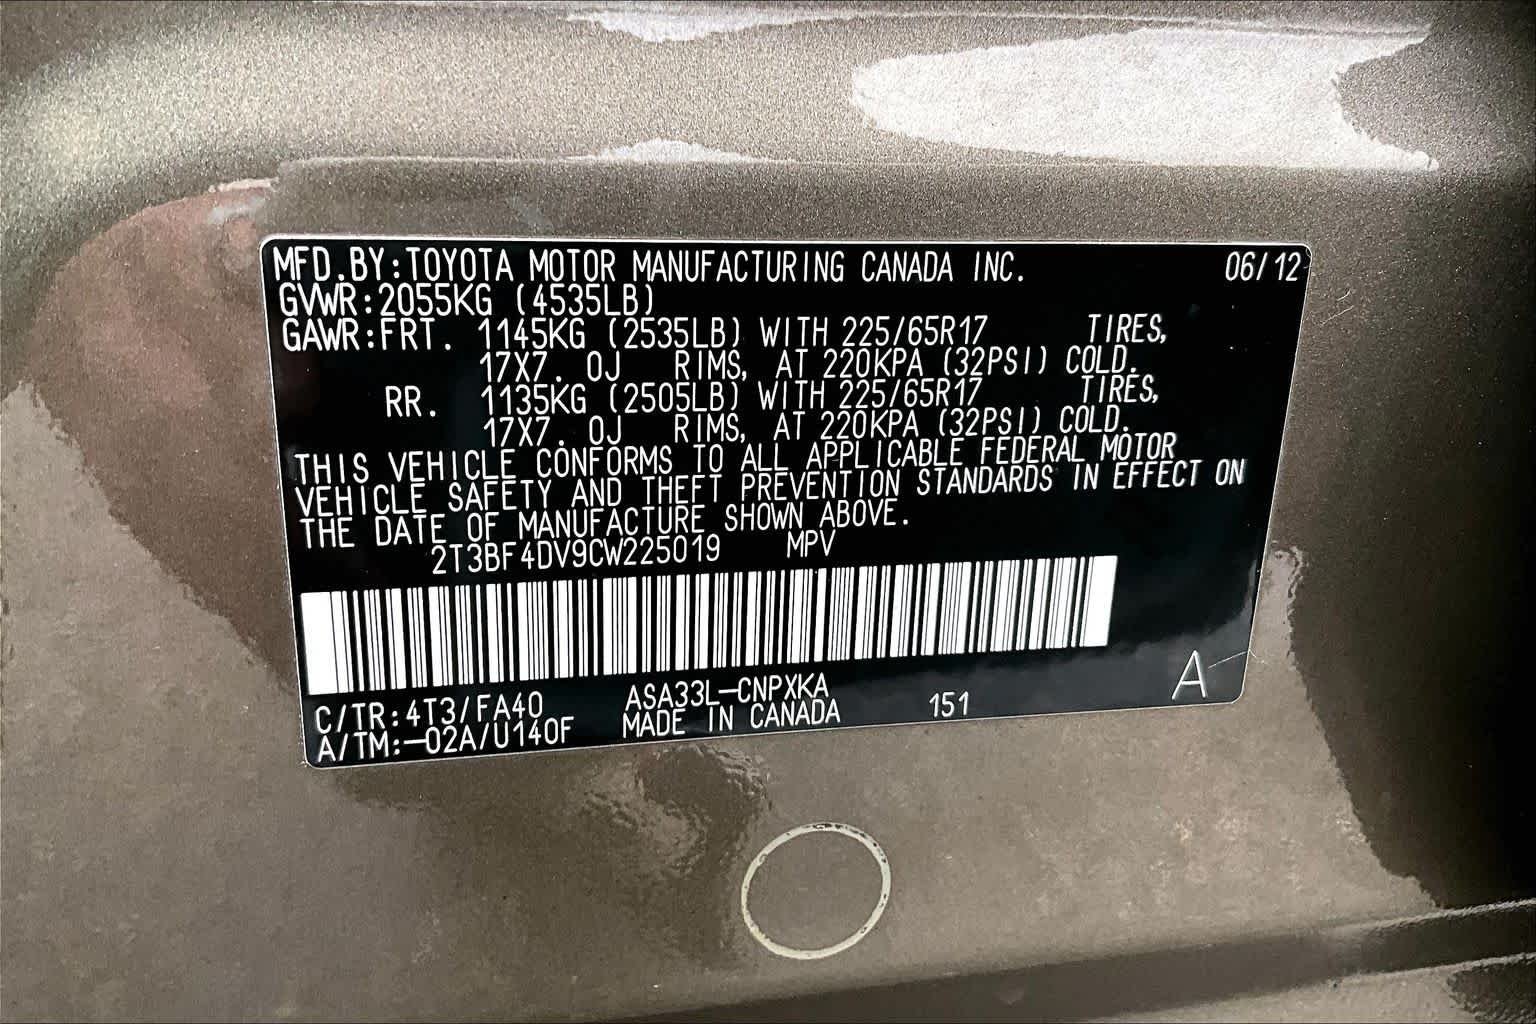 MFD.BY:TOYOTA MOTOR MANUFACTURING CANADA INC. 06/12
GVWR:2055KG (4535LB)
GAWR:FRT. 1145KG (2535LB) WITH 225/65R17 TIRES,
17X7.0J RIMS, AT 220KPA (32PSI) COLD.
RR. 1135KG (2505LB) WITH 225/65R17 TIRES,
17X7.0J RIMS, AT 220KPA (32PSI) COLD.
THIS VEHICLE CONFORMS TO ALL APPLICABLE FEDERAL MOTOR
VEHICLE SAFETY AND THEFT PREVENTION STANDARDS IN EFFECT ON
THE DATE OF MANUFACTURE SHOWN ABOVE.
2T3BF4DV9CW225019 MPV
C/TR:4T3/FA40 ASA33L-CNPXKA 151 A
A/TM:-02A/U140F MADE IN CANADA